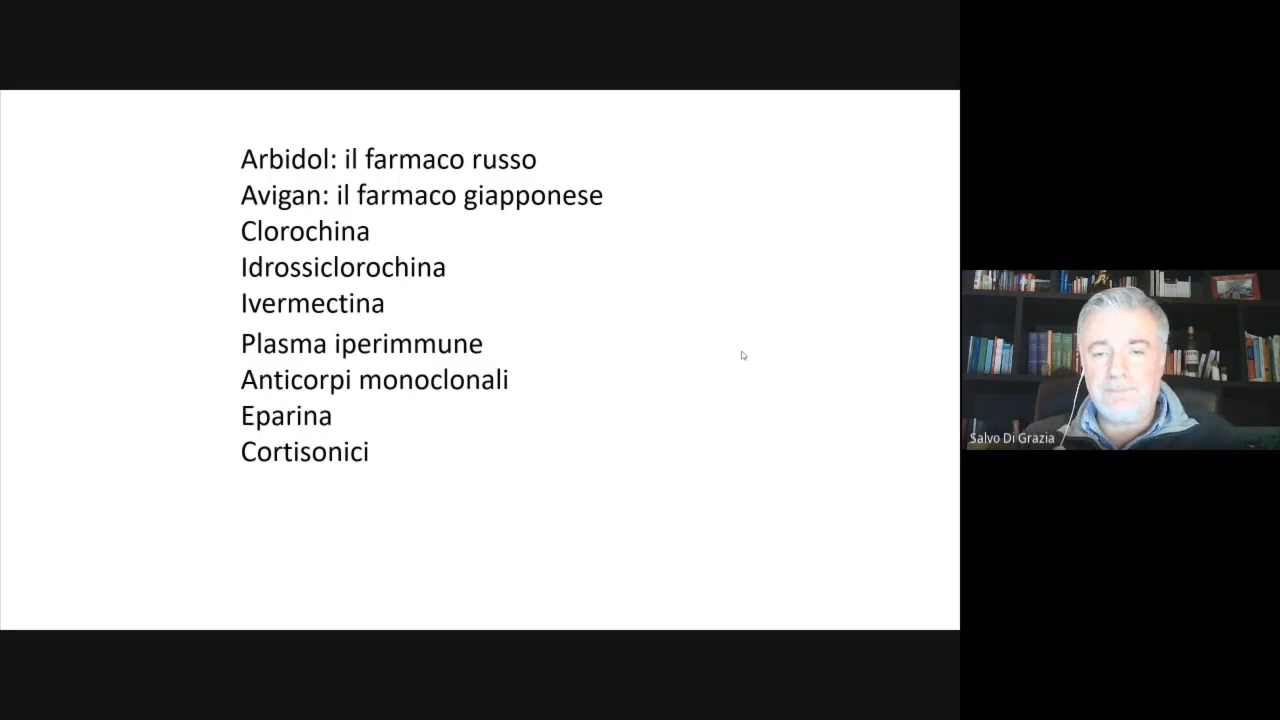 Arbidol: il farmaco russo
Avigan: il farmaco giapponese
Clorochina
Idrossiclorochina
Ivermectina
Plasma iperimmune
Anticorpi monoclonali
Eparina
Cortisonici
Salvo Di Grazia